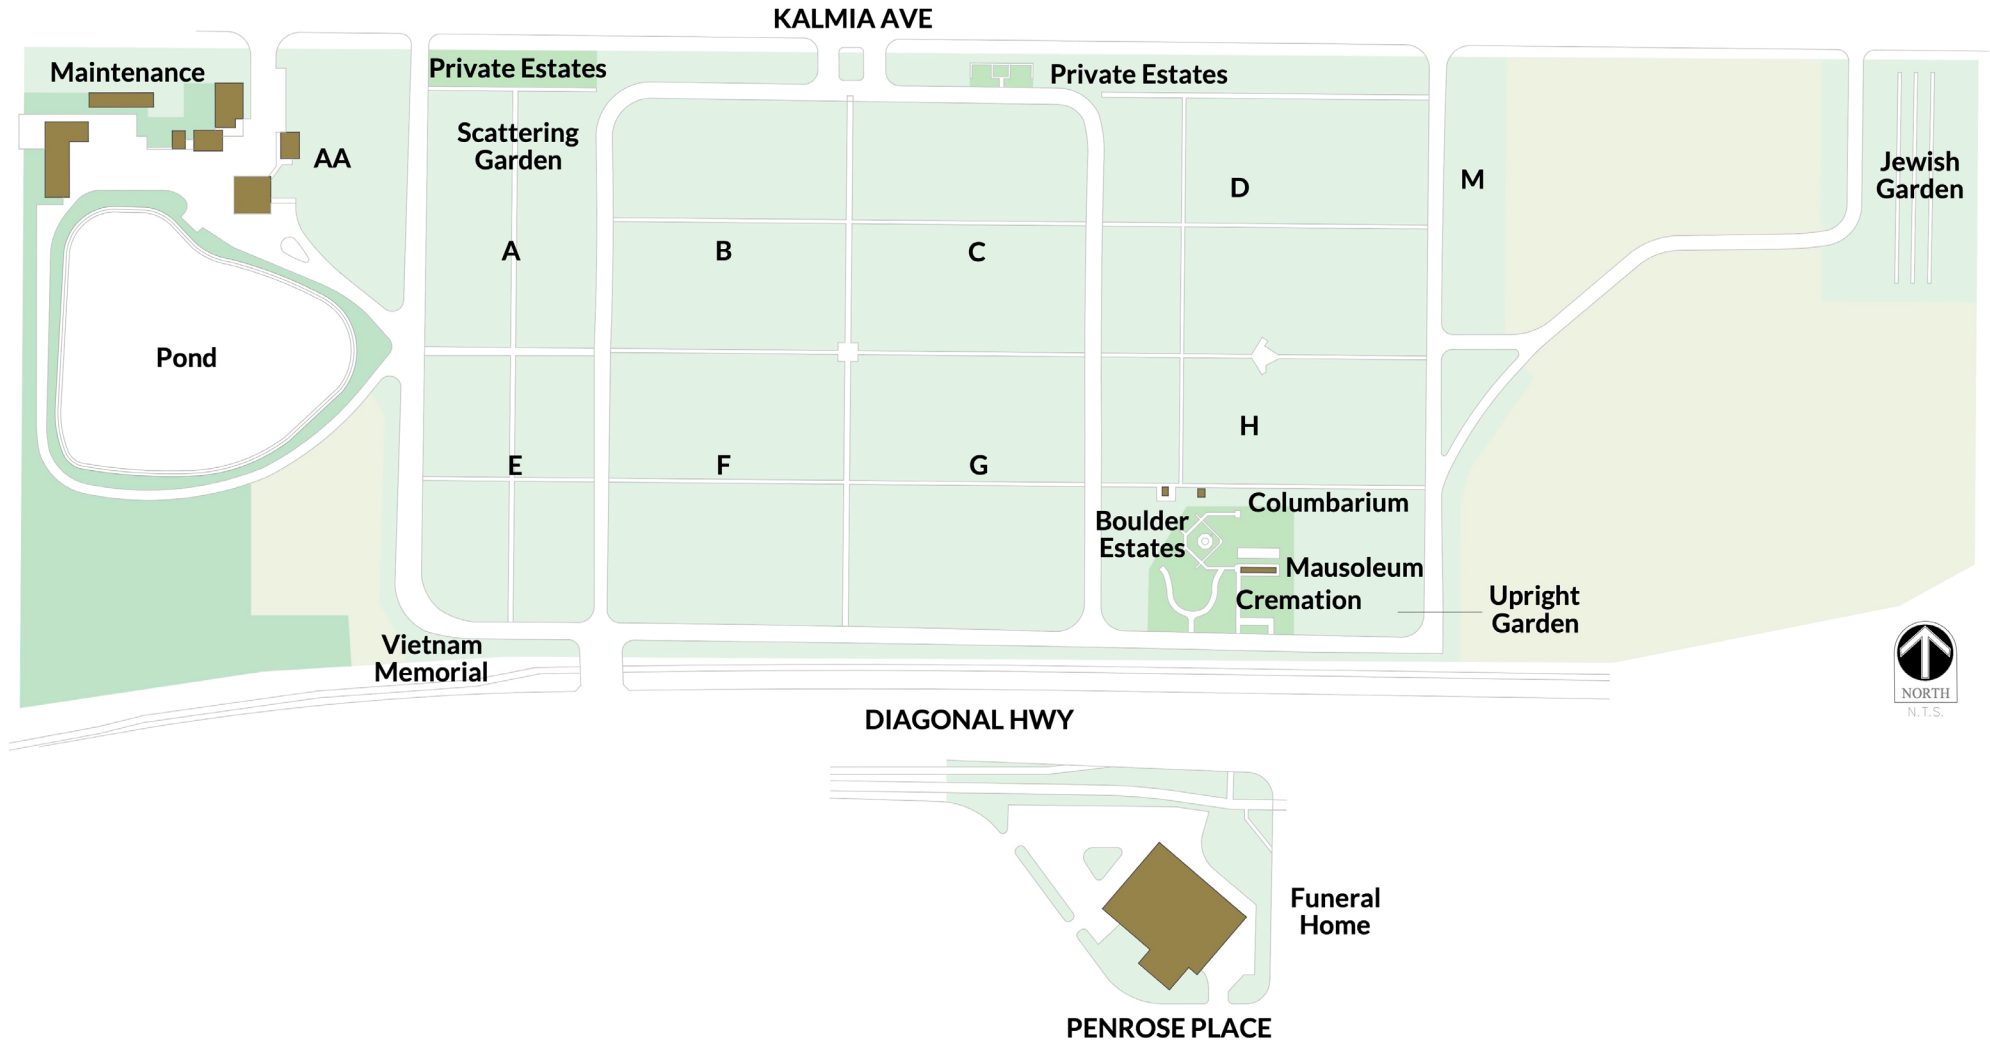 KALMIA AVE
Maintenance
Private Estates
Private Estates
Scattering
Garden
AA
D
M
Jewish
Garden
A
B
C
Pond
H
E
F
G
Columbarium
Boulder
Estates
Mausoleum
Cremation
Upright
Garden
Vietnam
Memorial
NORTH
N.T.S.
DIAGONAL HWY
Funeral
Home
PENROSE PLACE